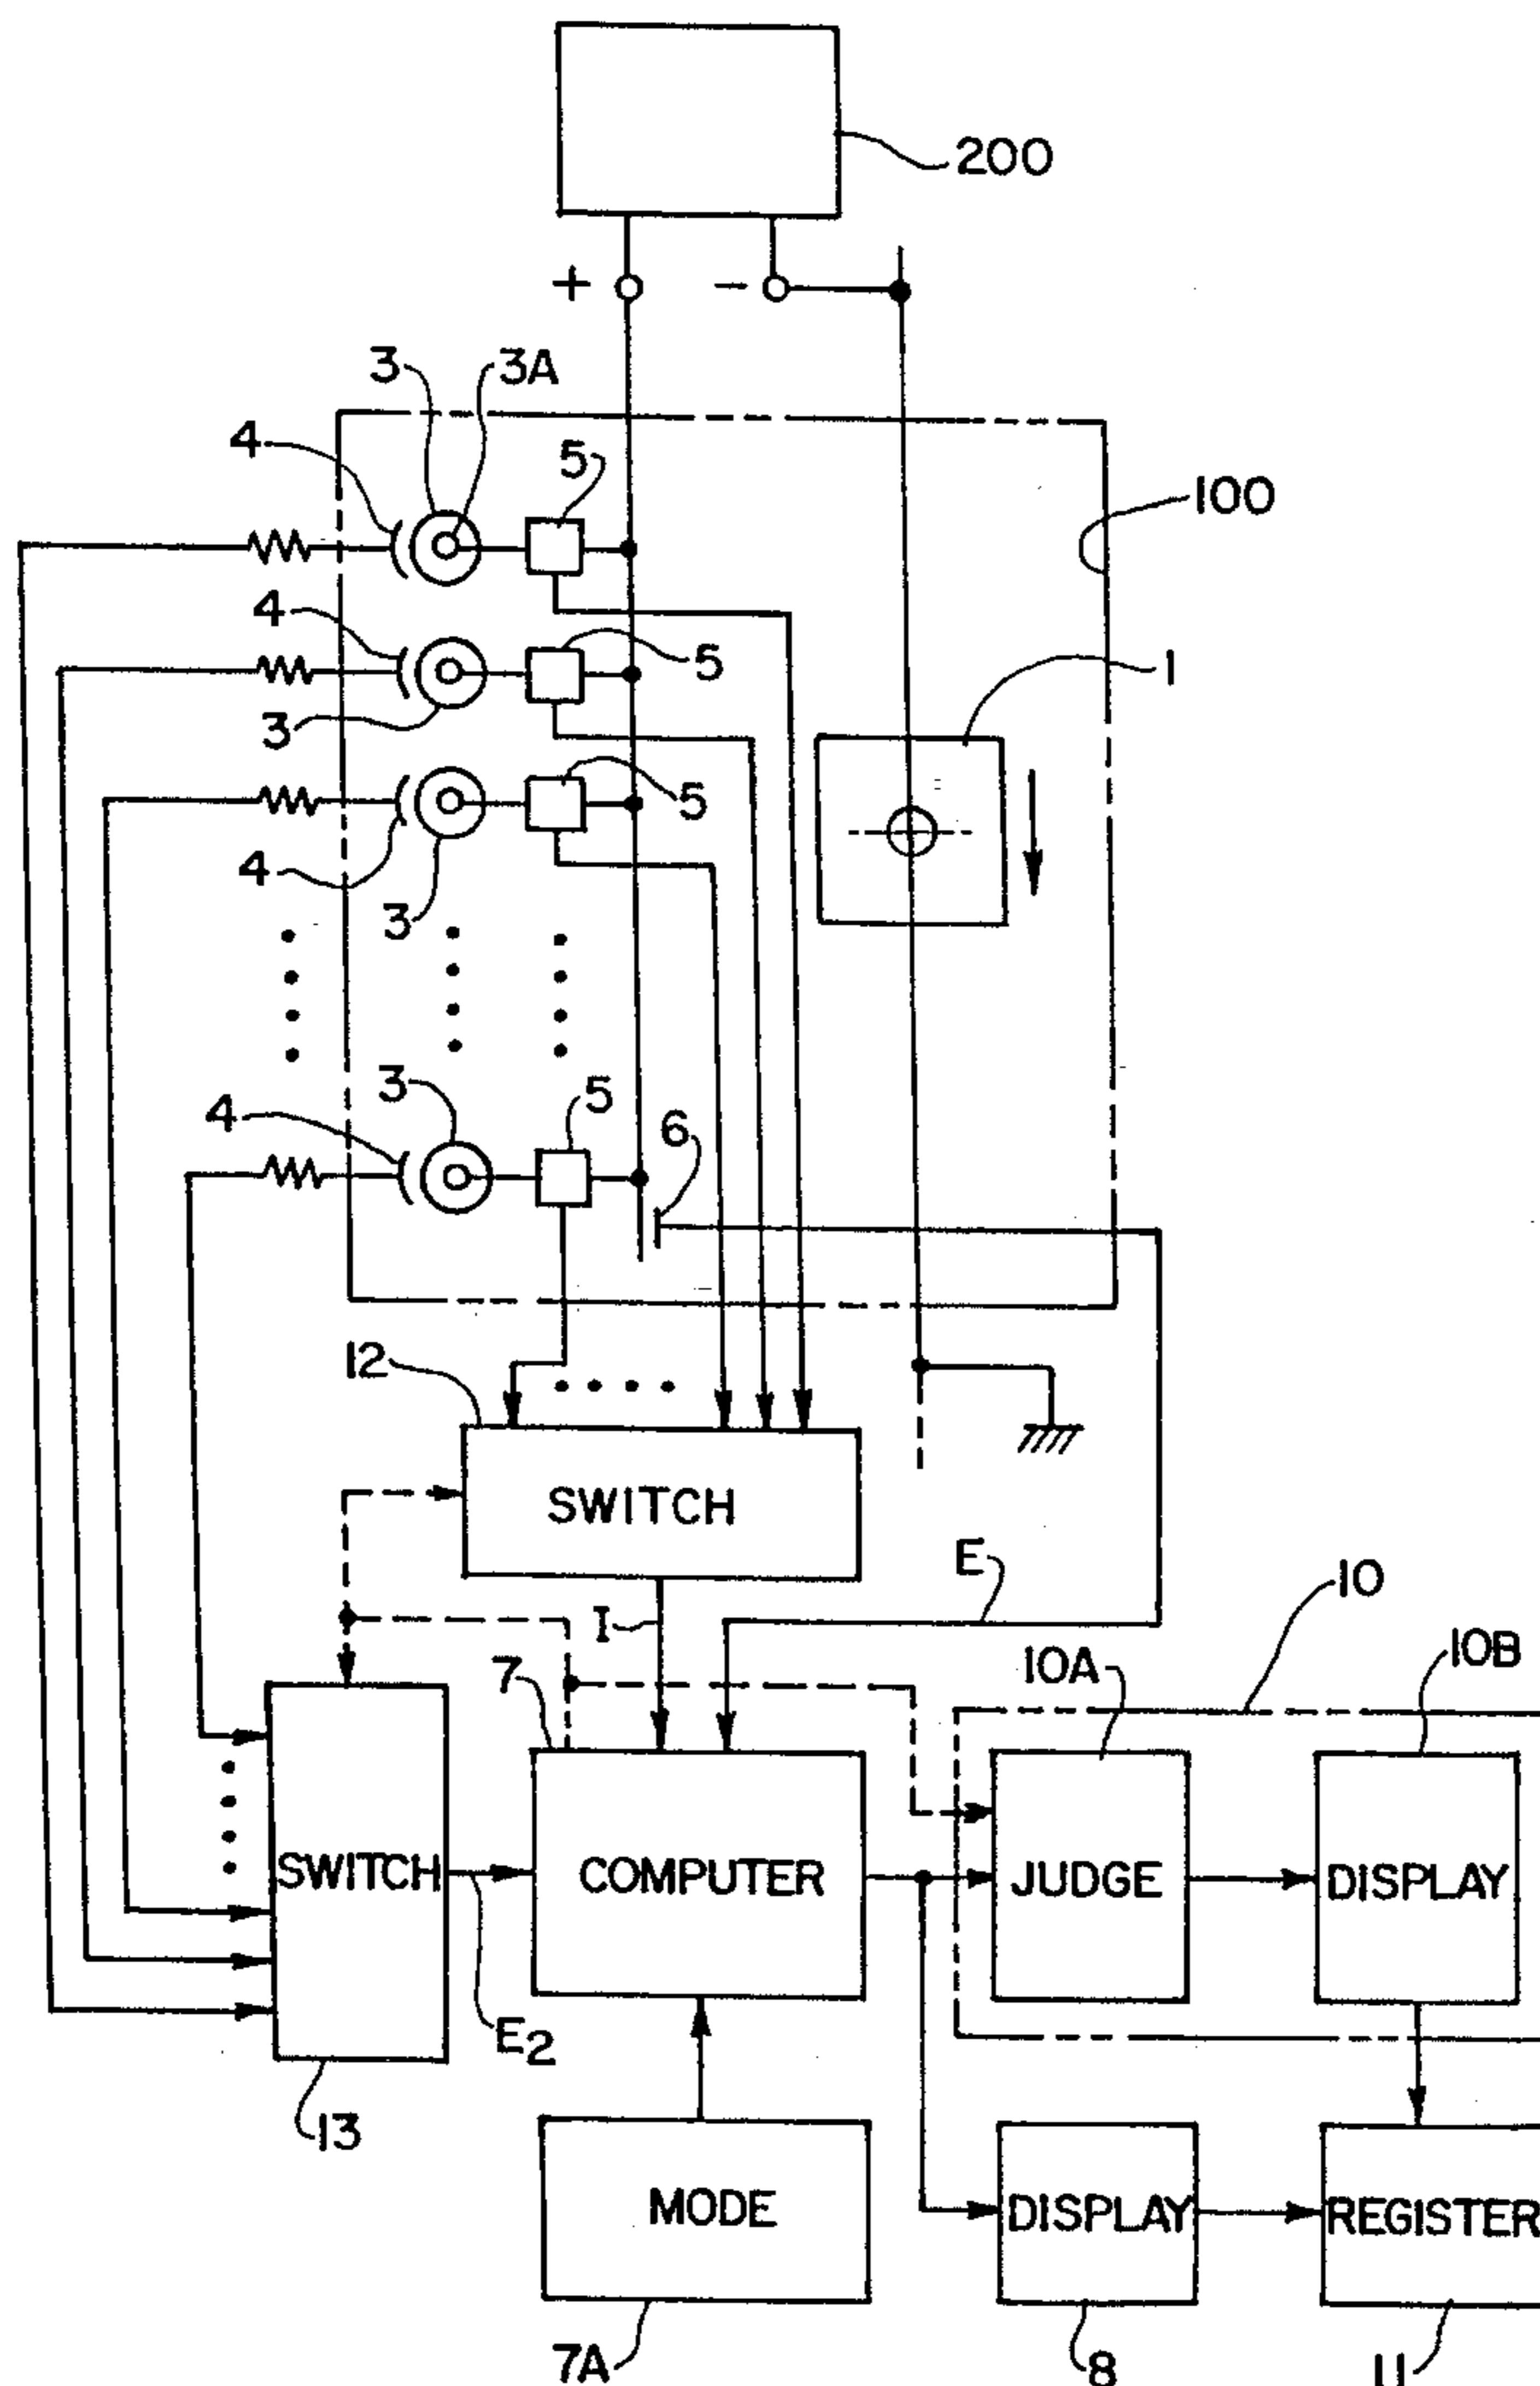 200
+ -
3 3A
4 5
100
4
5
3
1
5
4
3
3 5
4 6
12
SWITCH
E
10
I
7 10A 10B
SWITCH COMPUTER JUDGE DISPLAY
E2
13
MODE DISPLAY REGISTER
7A 8 11